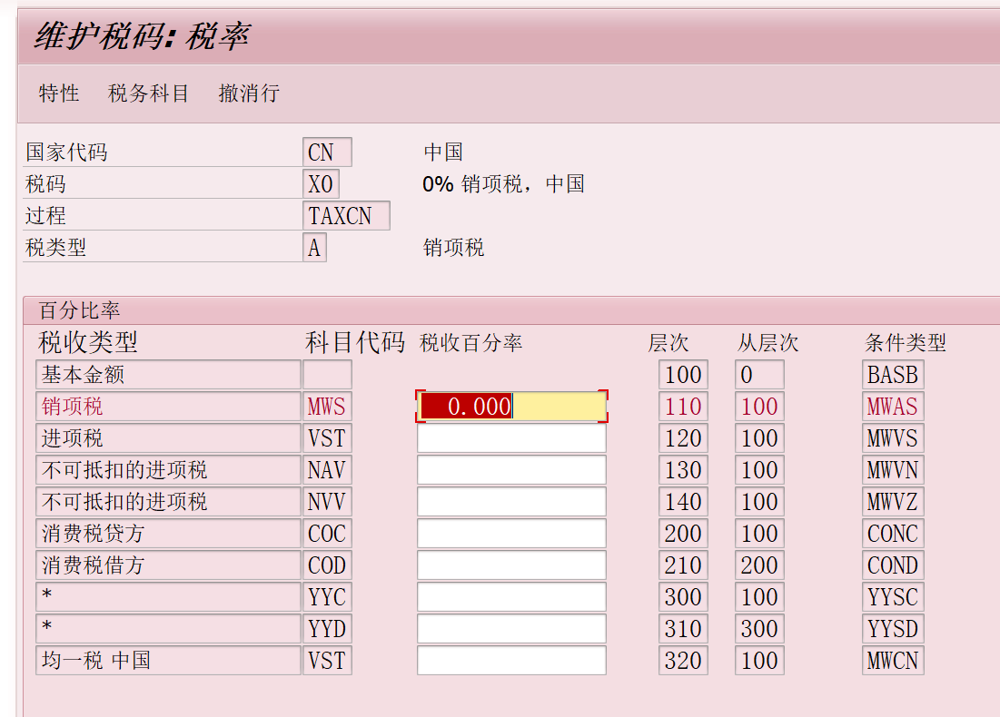 维护税码: 税率
特性 税务科目 撤消行
国家代码 CN 中国
税码 X0 0% 销项税，中国
过程 TAXCN
税类型 A 销项税
百分比率
税收类型 科目代码 税收百分率 层次 从层次 条件类型
基本金额 100 0 BASB
销项税 MWS 0.000 110 100 MWAS
进项税 VST 120 100 MWVS
不可抵扣的进项税 NAV 130 100 MWVN
不可抵扣的进项税 NVV 140 100 MWVZ
消费税贷方 COC 200 100 CONC
消费税借方 COD 210 200 COND
* YYC 300 100 YYSC
* YYD 310 300 YYSD
均一税 中国 VST 320 100 MWCN